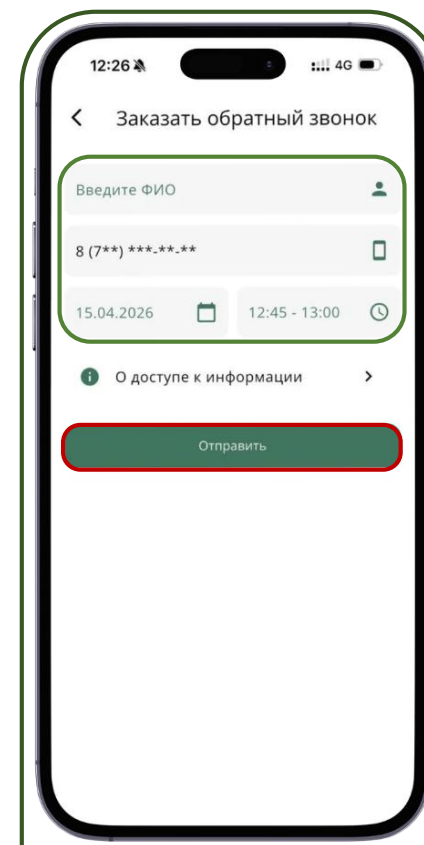 12:26 4G
Заказать обратный звонок
Введите ФИО
8 (7**) ***-**-**
15.04.2026 12:45 - 13:00
О доступе к информации
Отправить